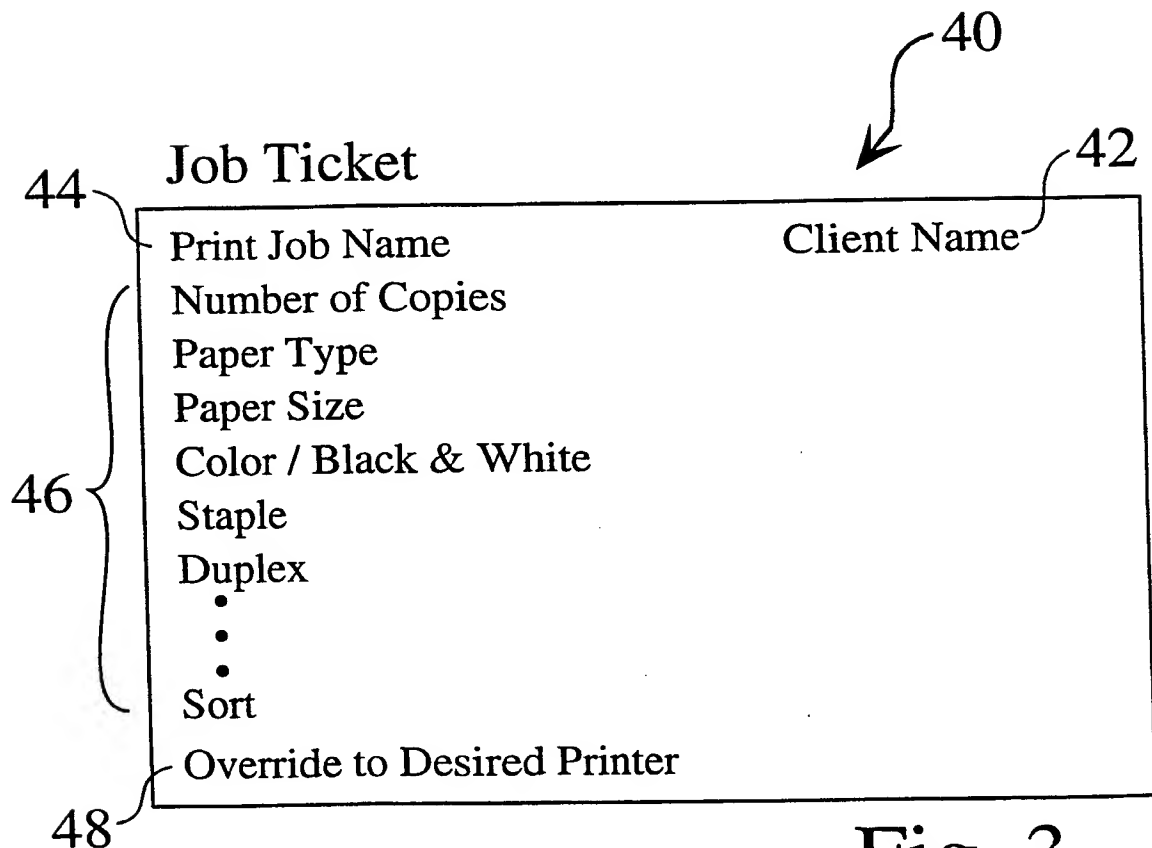 40
Job Ticket
42
44
Print Job Name
Client Name
Number of Copies
Paper Type
Paper Size
Color / Black & White
46
Staple
Duplex
Sort
Override to Desired Printer
48